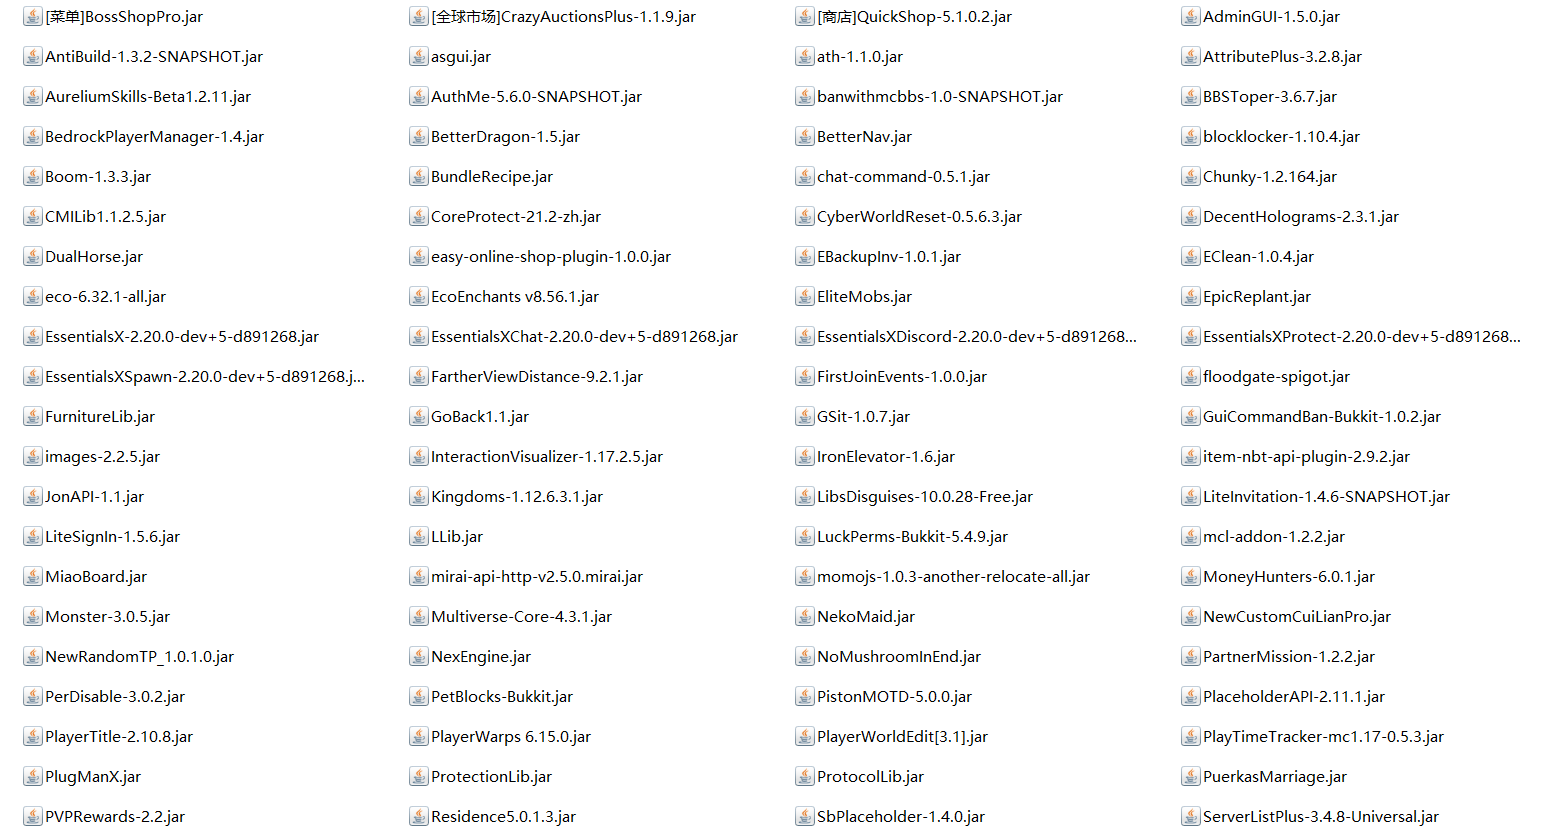 [菜单]BossShopPro.jar [全球市场]CrazyAuctionsPlus-1.1.9.jar [商店]QuickShop-5.1.0.2.jar AdminGUI-1.5.0.jar
AntiBuild-1.3.2-SNAPSHOT.jar asgui.jar ath-1.1.0.jar AttributePlus-3.2.8.jar
AureliumSkills-Beta1.2.11.jar AuthMe-5.6.0-SNAPSHOT.jar banwithmcbbs-1.0-SNAPSHOT.jar BBSToper-3.6.7.jar
BedrockPlayerManager-1.4.jar BetterDragon-1.5.jar BetterNav.jar blocklocker-1.10.4.jar
Boom-1.3.3.jar BundleRecipe.jar chat-command-0.5.1.jar Chunky-1.2.164.jar
CMILib1.1.2.5.jar CoreProtect-21.2-zh.jar CyberWorldReset-0.5.6.3.jar DecentHolograms-2.3.1.jar
DualHorse.jar easy-online-shop-plugin-1.0.0.jar EBackupInv-1.0.1.jar EClean-1.0.4.jar
eco-6.32.1-all.jar EcoEnchants v8.56.1.jar EliteMobs.jar EpicReplant.jar
EssentialsX-2.20.0-dev+5-d891268.jar EssentialsXChat-2.20.0-dev+5-d891268.jar EssentialsXDiscord-2.20.0-dev+5-d891268... EssentialsXProtect-2.20.0-dev+5-d891268...
EssentialsXSpawn-2.20.0-dev+5-d891268.j... FartherViewDistance-9.2.1.jar FirstJoinEvents-1.0.0.jar floodgate-spigot.jar
FurnitureLib.jar GoBack1.1.jar GSit-1.0.7.jar GuiCommandBan-Bukkit-1.0.2.jar
images-2.2.5.jar InteractionVisualizer-1.17.2.5.jar IronElevator-1.6.jar item-nbt-api-plugin-2.9.2.jar
JonAPI-1.1.jar Kingdoms-1.12.6.3.1.jar LibsDisguises-10.0.28-Free.jar LiteInvitation-1.4.6-SNAPSHOT.jar
LiteSignIn-1.5.6.jar LLib.jar LuckPerms-Bukkit-5.4.9.jar mcl-addon-1.2.2.jar
MiaoBoard.jar mirai-api-http-v2.5.0.mirai.jar momojs-1.0.3-another-relocate-all.jar MoneyHunters-6.0.1.jar
Monster-3.0.5.jar Multiverse-Core-4.3.1.jar NekoMaid.jar NewCustomCuiLianPro.jar
NewRandomTP_1.0.1.0.jar NexEngine.jar NoMushroomInEnd.jar PartnerMission-1.2.2.jar
PerDisable-3.0.2.jar PetBlocks-Bukkit.jar PistonMOTD-5.0.0.jar PlaceholderAPI-2.11.1.jar
PlayerTitle-2.10.8.jar PlayerWarps 6.15.0.jar PlayerWorldEdit[3.1].jar PlayTimeTracker-mc1.17-0.5.3.jar
PlugManX.jar ProtectionLib.jar ProtocolLib.jar PuerkasMarriage.jar
PVPRewards-2.2.jar Residence5.0.1.3.jar SbPlaceholder-1.4.0.jar ServerListPlus-3.4.8-Universal.jar